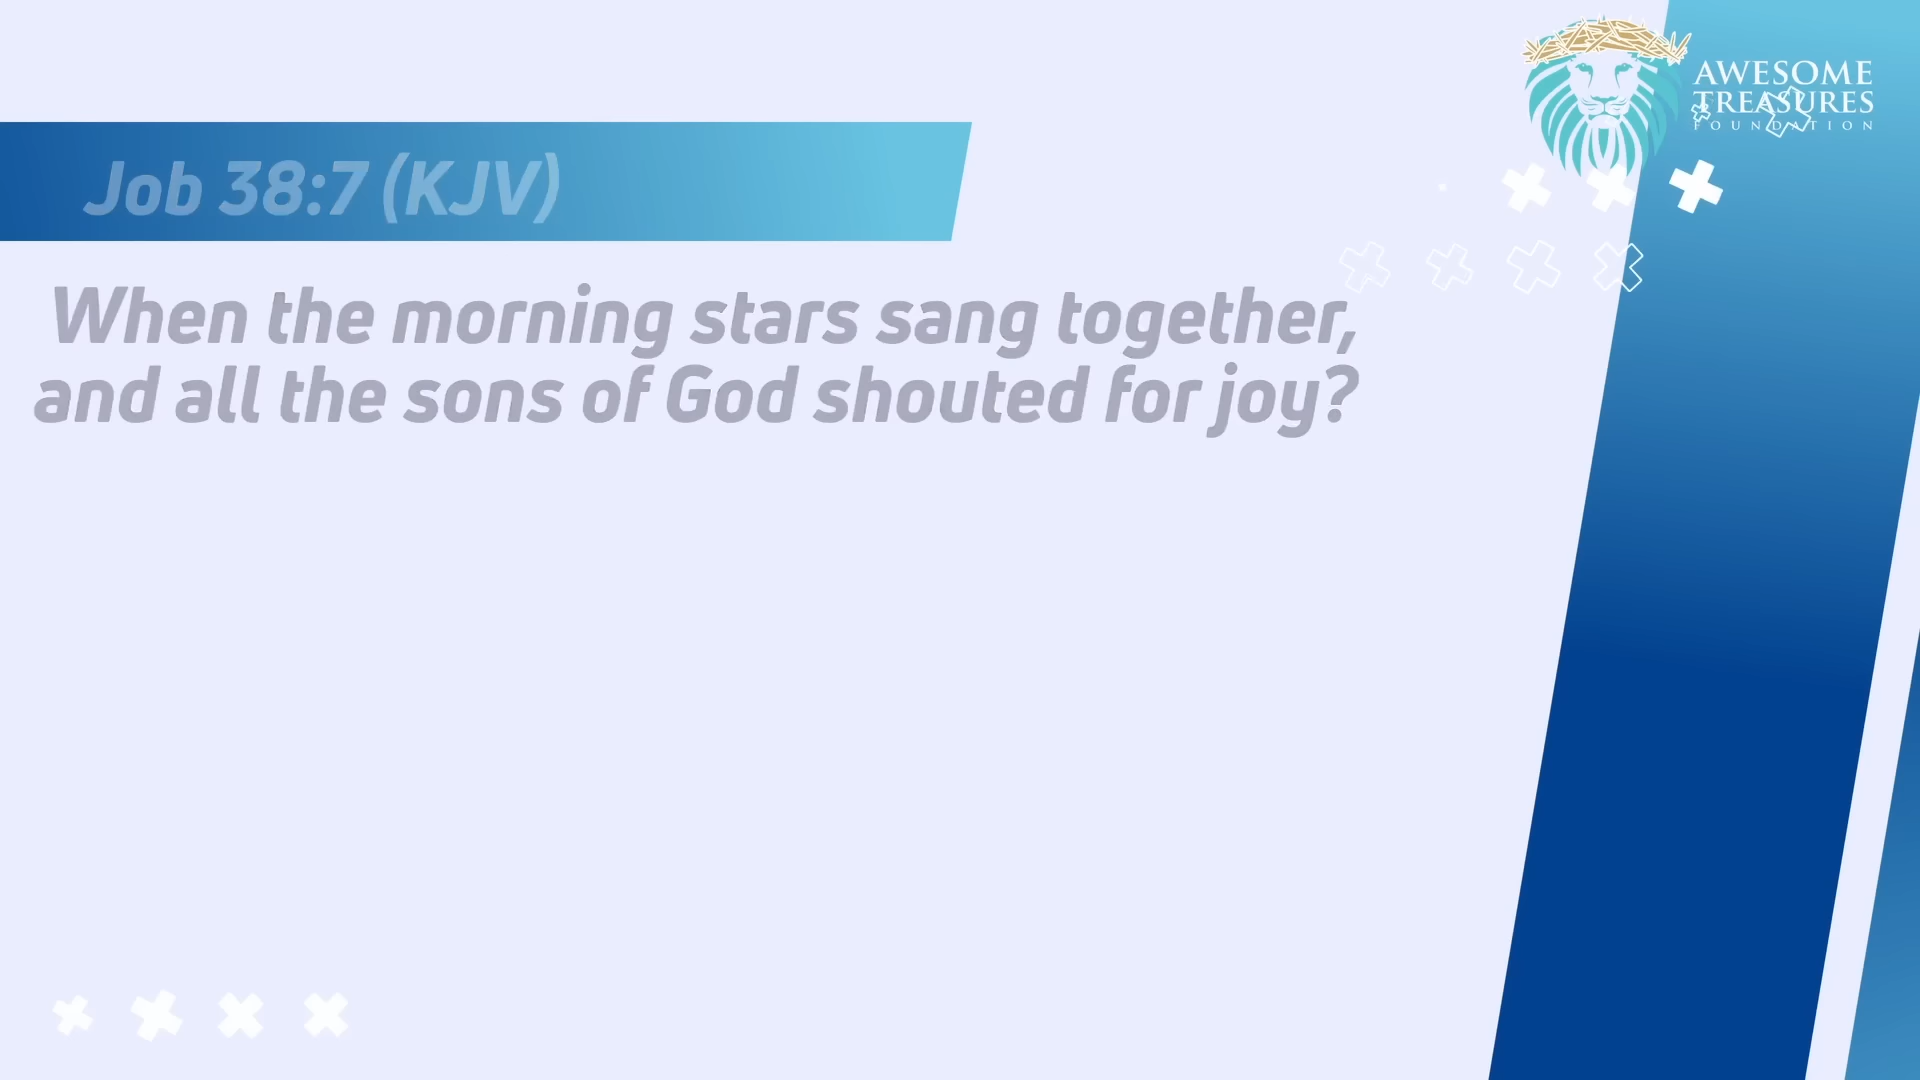 AWESOME
TREASURES
FOUNDATION
Job 38:7 (KJV)
When the morning stars sang together,
and all the sons of God shouted for joy?